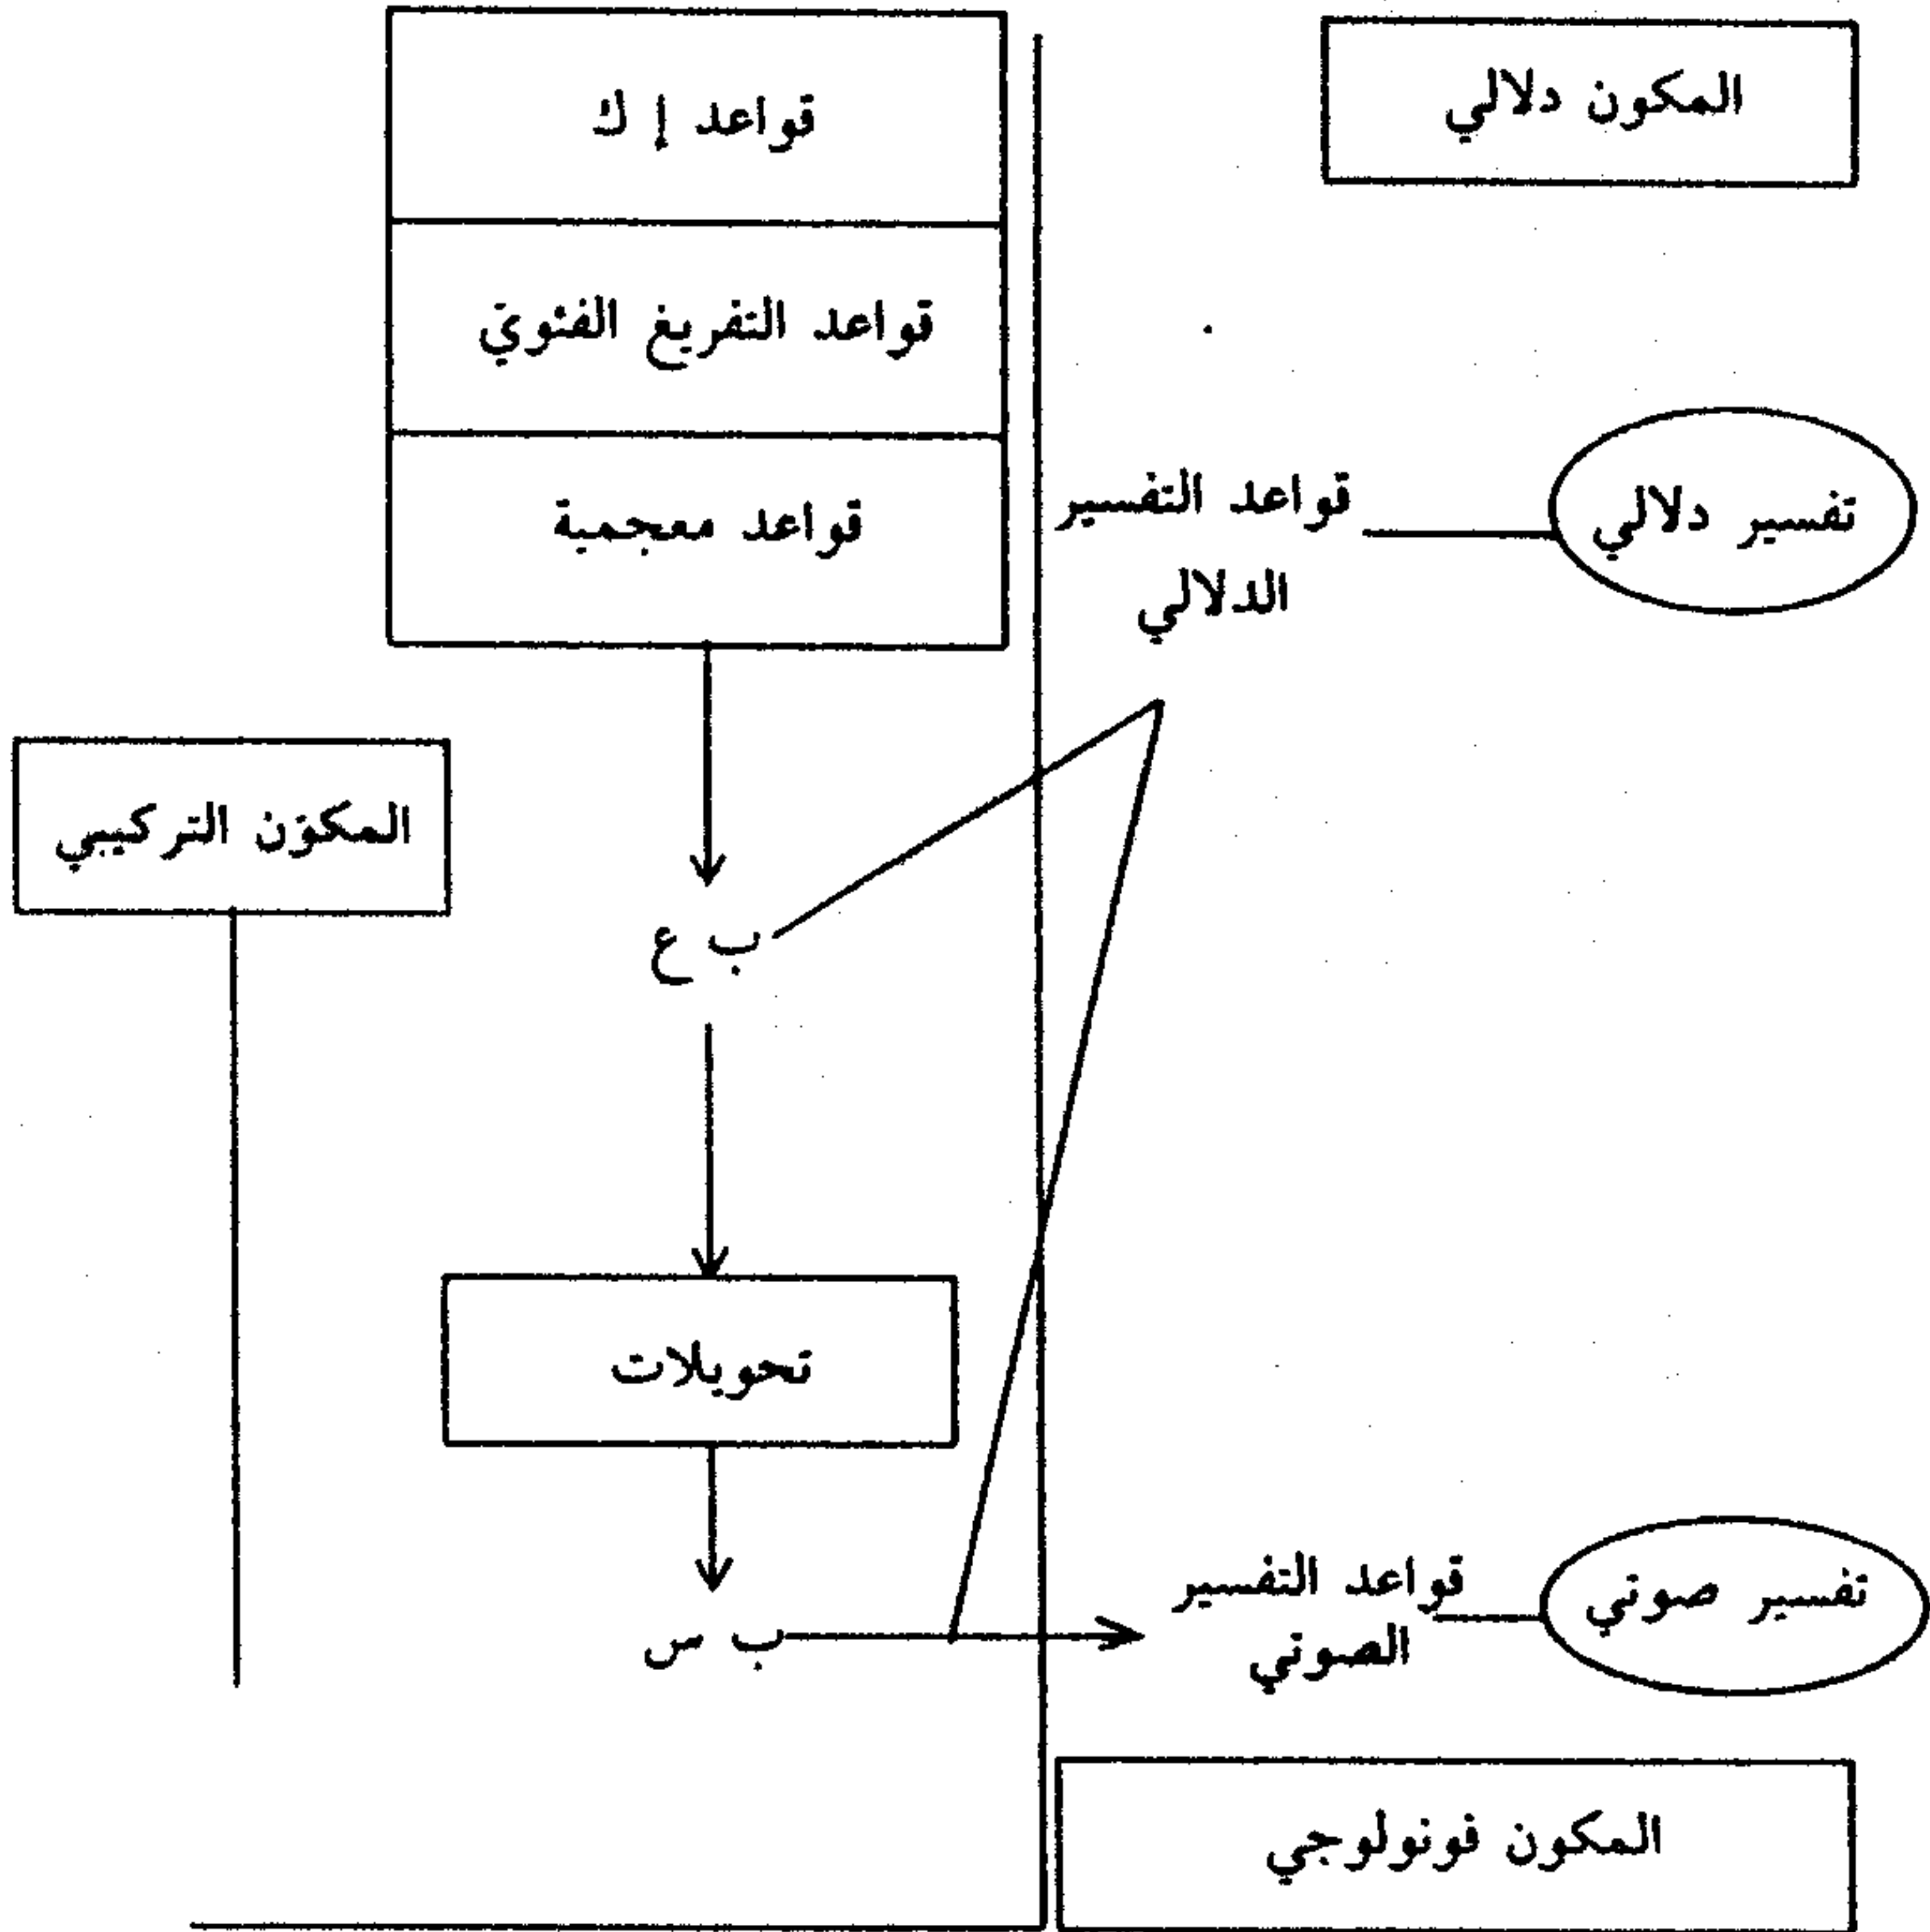 المكون دلالي
قواعد إ ك
قواعد التفريغ الفئوي
قواعد معجمية
قواعد التفسير
الدلالي
تفسير دلالي
المكوّن التركيبي
ب ع
تحويلات
ب س
قواعد التفسير
الصوتي
تفسير صوتي
المكون فونولوجي